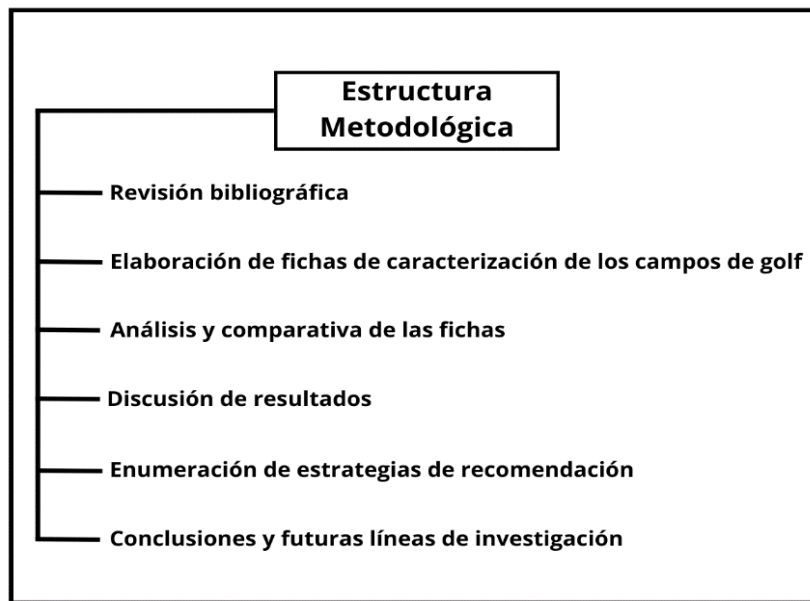 Estructura
Metodológica
Revisión bibliográfica
Elaboración de fichas de caracterización de los campos de golf
Análisis y comparativa de las fichas
Discusión de resultados
Enumeración de estrategias de recomendación
Conclusiones y futuras líneas de investigación